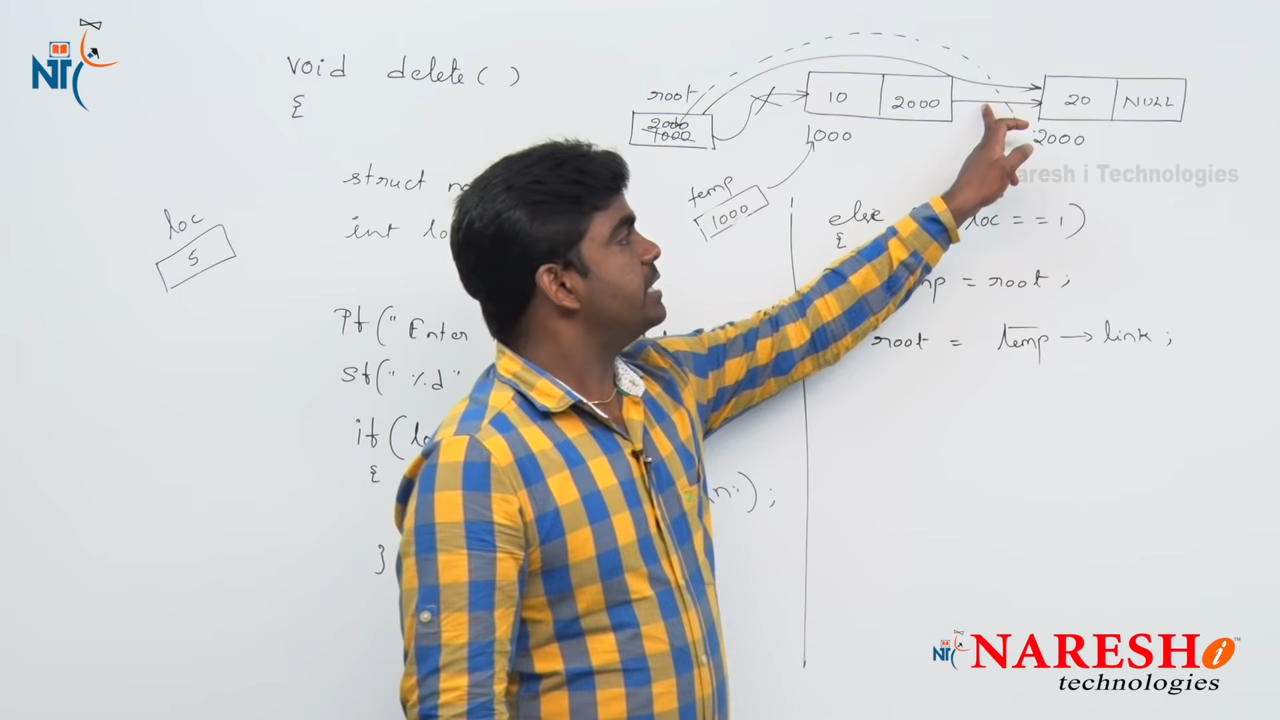 NT
void delete()
{
struct
int
Pf(" Enter
Sf(" %d"
if(
{
);
}
loc
5
root
2000
1000
10 2000
1000
20 NULL
2000
temp
1000
Naresh i Technologies
else loc == 1)
{
= root;
root = temp → link;
NARESH i
technologies